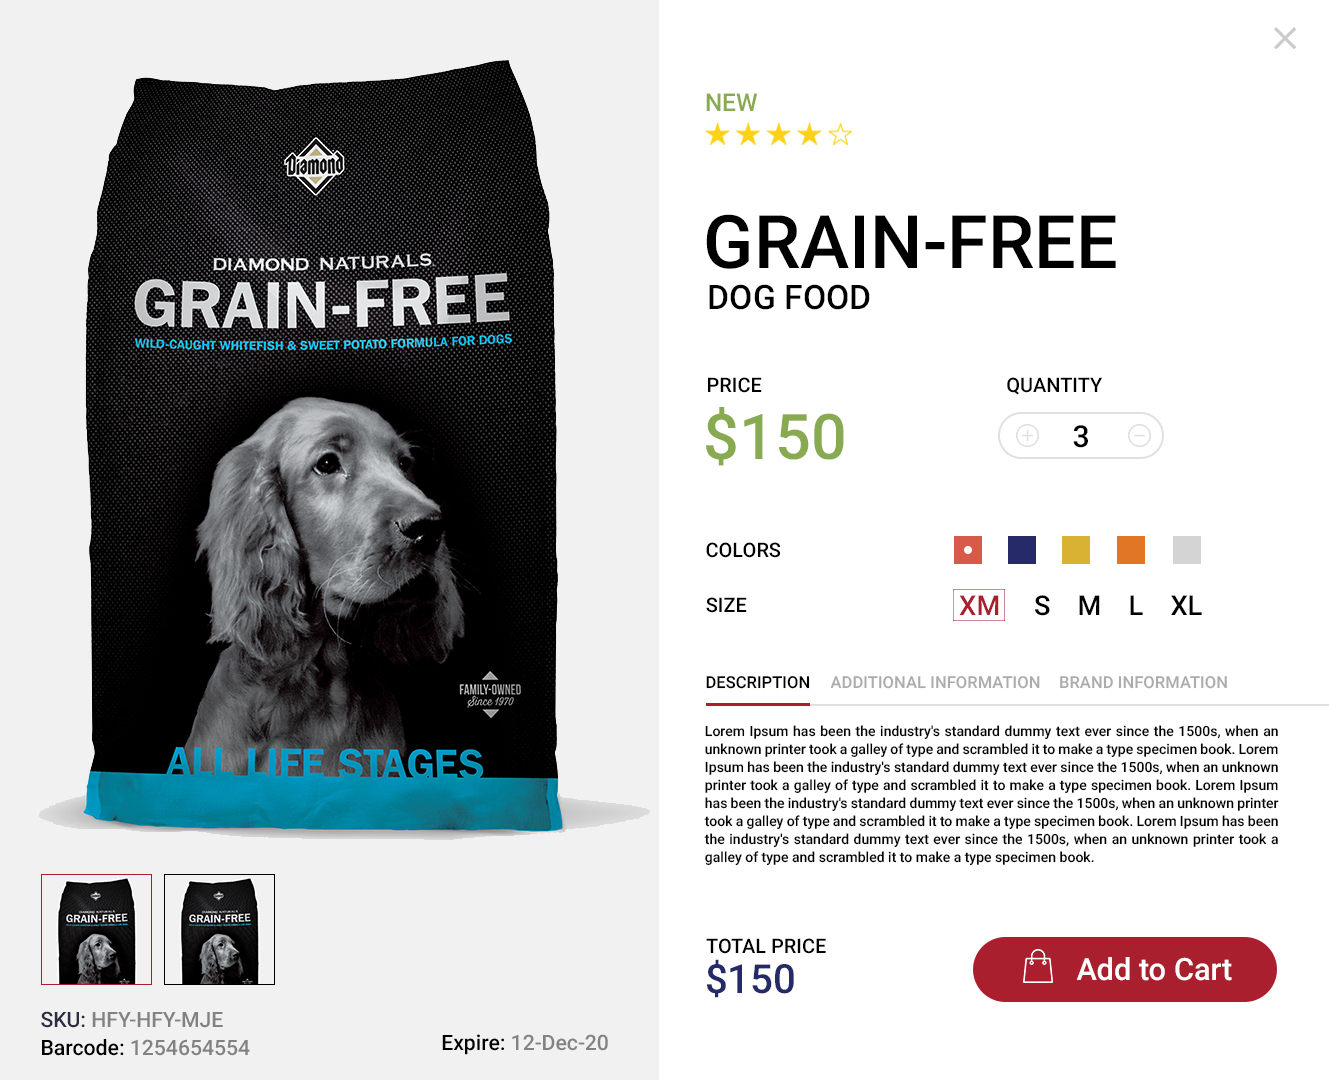 Diamond
DIAMOND NATURALS
GRAIN-FREE
WILD-CAUGHT WHITEFISH & SWEET POTATO FORMULA FOR DOGS
FAMILY-OWNED
Since 1970
ALL LIFE STAGES
GRAIN-FREE
GRAIN-FREE
SKU: HFY-HFY-MJE
Barcode: 1254654554
Expire: 12-Dec-20
NEW
GRAIN-FREE
DOG FOOD
PRICE
$150
QUANTITY
3
COLORS
SIZE
XM S M L XL
DESCRIPTION ADDITIONAL INFORMATION BRAND INFORMATION
Lorem Ipsum has been the industry's standard dummy text ever since the 1500s, when an
unknown printer took a galley of type and scrambled it to make a type specimen book. Lorem
Ipsum has been the industry's standard dummy text ever since the 1500s, when an unknown
printer took a galley of type and scrambled it to make a type specimen book. Lorem Ipsum
has been the industry's standard dummy text ever since the 1500s, when an unknown printer
took a galley of type and scrambled it to make a type specimen book. Lorem Ipsum has been
the industry's standard dummy text ever since the 1500s, when an unknown printer took a
galley of type and scrambled it to make a type specimen book.
TOTAL PRICE
$150
Add to Cart